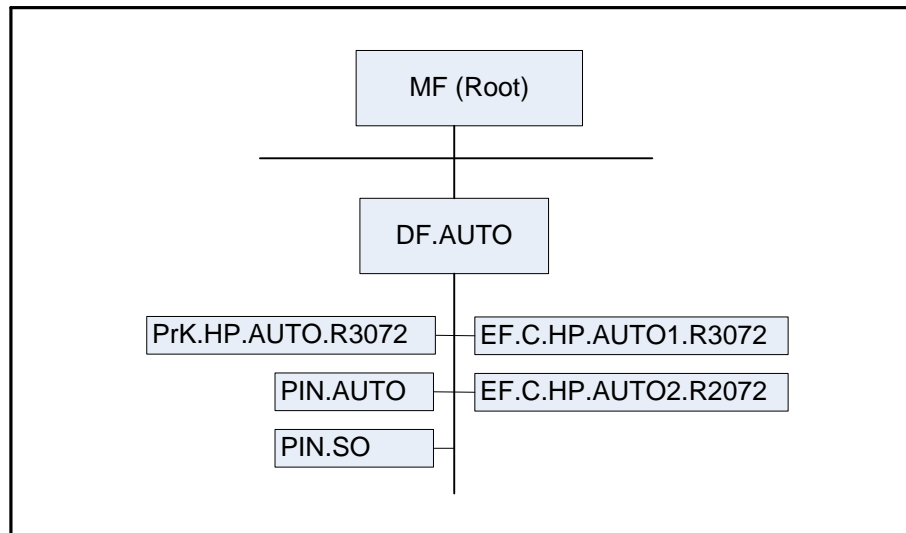 MF (Root)
DF.AUTO
PrK.HP.AUTO.R3072
EF.C.HP.AUTO1.R3072
PIN.AUTO
EF.C.HP.AUTO2.R2072
PIN.SO